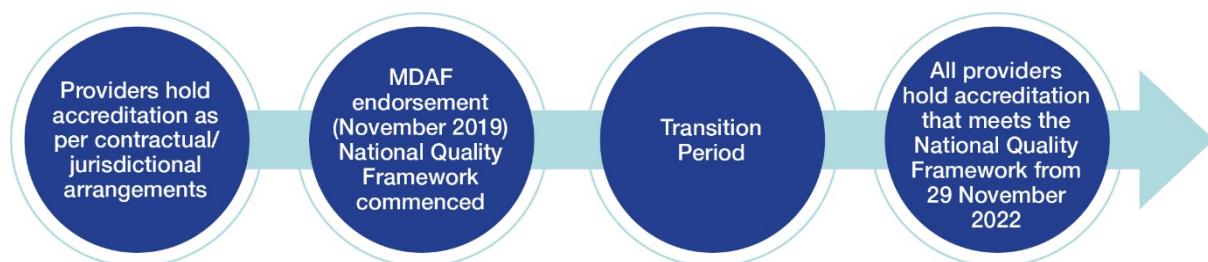 Providers hold
accreditation as
per contractual/
jurisdictional
arrangements
MDAF
endorsement
(November 2019)
National Quality
Framework
commenced
Transition
Period
All providers
hold accreditation
that meets the
National Quality
Framework from
29 November
2022